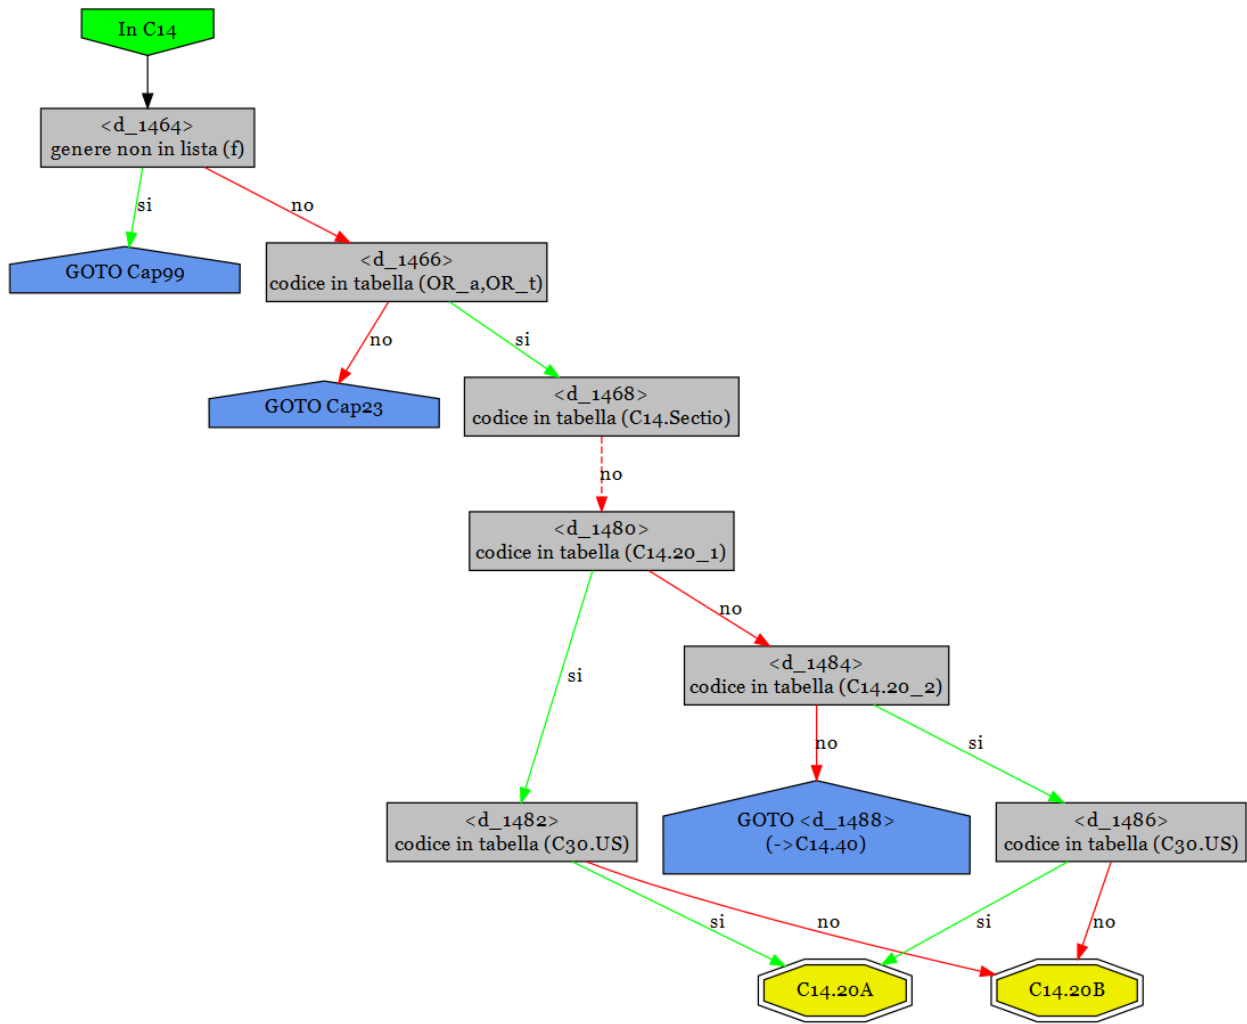 In C14
<d_1464>
genere non in lista (f)
si
no
GOTO Cap99
<d_1466>
codice in tabella (OR_a,OR_t)
no
si
GOTO Cap23
<d_1468>
codice in tabella (C14.Sectio)
no
<d_1480>
codice in tabella (C14.20_1)
no
si
<d_1484>
codice in tabella (C14.20_2)
no
si
<d_1482>
codice in tabella (C30.US)
GOTO <d_1488>
(->C14.40)
<d_1486>
codice in tabella (C30.US)
si
no
si
no
C14.20A
C14.20B